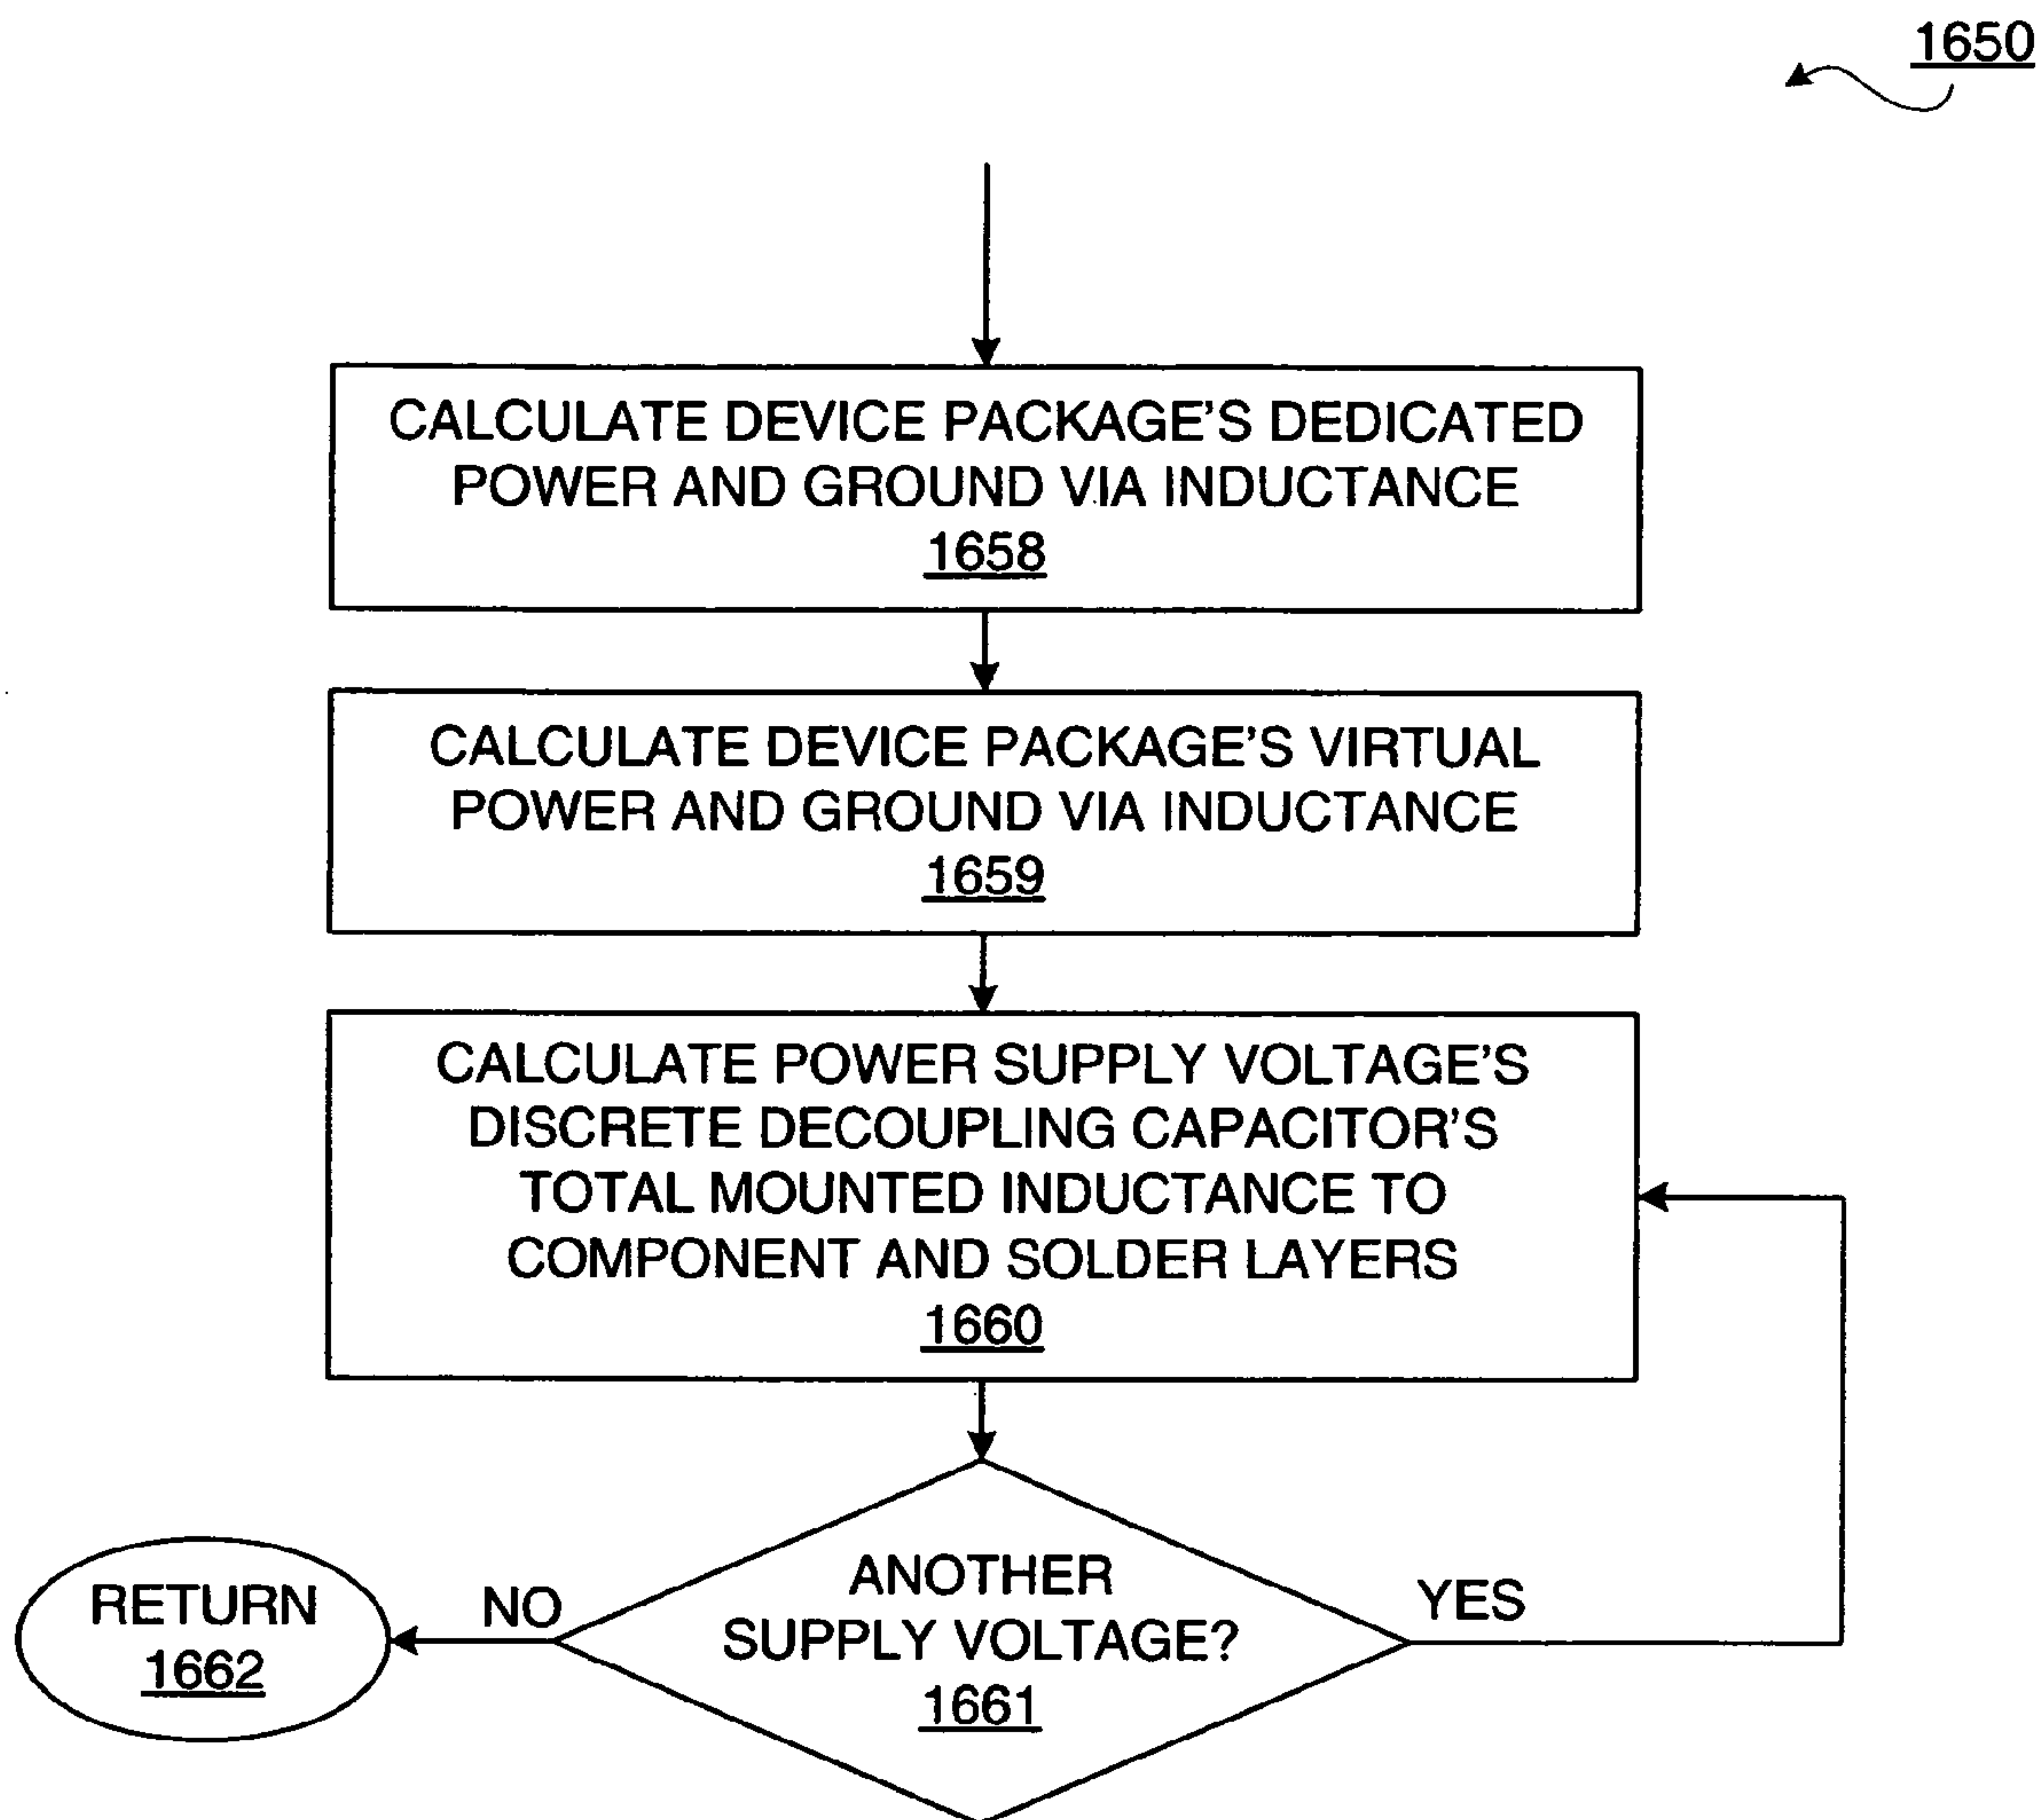 1650
CALCULATE DEVICE PACKAGE'S DEDICATED
POWER AND GROUND VIA INDUCTANCE
1658
CALCULATE DEVICE PACKAGE'S VIRTUAL
POWER AND GROUND VIA INDUCTANCE
1659
CALCULATE POWER SUPPLY VOLTAGE'S
DISCRETE DECOUPLING CAPACITOR'S
TOTAL MOUNTED INDUCTANCE TO
COMPONENT AND SOLDER LAYERS
1660
ANOTHER
SUPPLY VOLTAGE?
1661
YES
NO
RETURN
1662